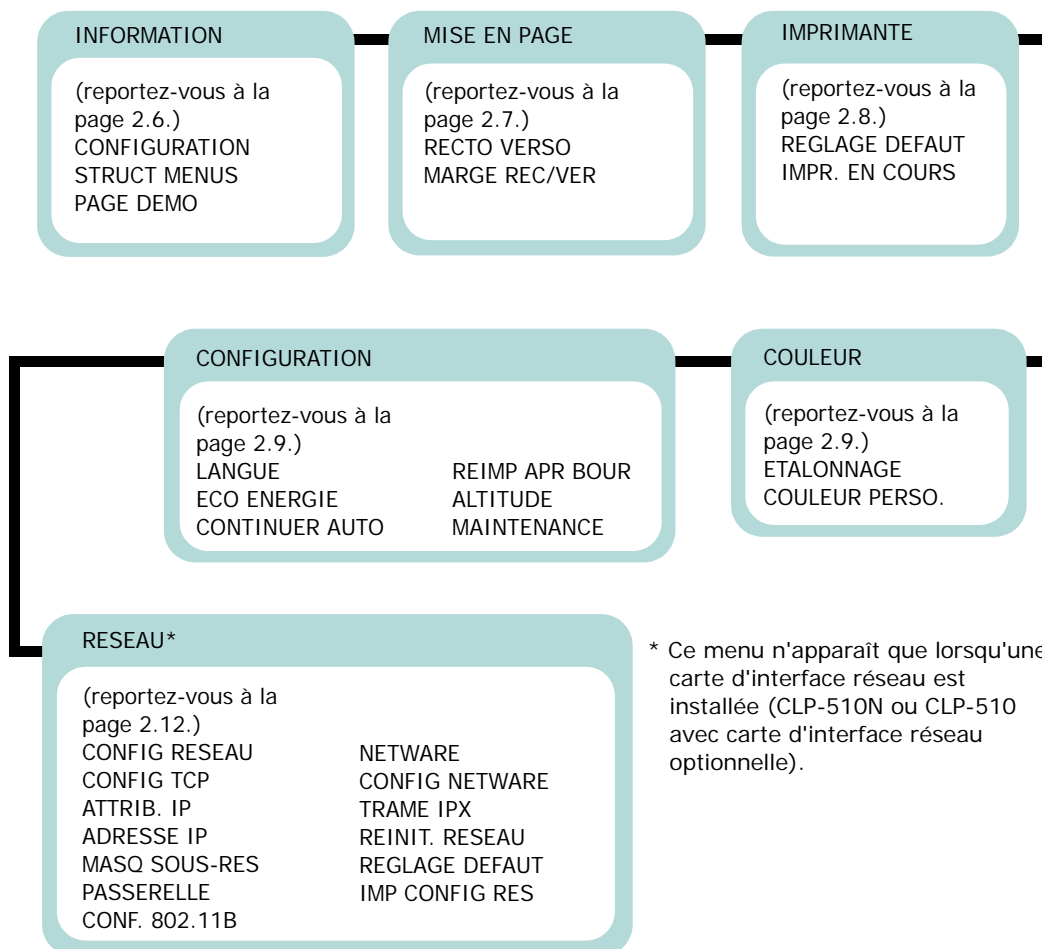 INFORMATION
(reportez-vous à la
page 2.6.)
CONFIGURATION
STRUCT MENUS
PAGE DEMO
MISE EN PAGE
(reportez-vous à la
page 2.7.)
RECTO VERSO
MARGE REC/VER
IMPRIMANTE
(reportez-vous à la
page 2.8.)
REGLAGE DEFAUT
IMPR. EN COURS
CONFIGURATION
(reportez-vous à la
page 2.9.)
LANGUE
ECO ENERGIE
CONTINUER AUTO
REIMP APR BOUR
ALTITUDE
MAINTENANCE
COULEUR
(reportez-vous à la
page 2.9.)
ETALONNAGE
COULEUR PERSO.
RESEAU*
(reportez-vous à la
page 2.12.)
CONFIG RESEAU
CONFIG TCP
ATTRIB. IP
ADRESSE IP
MASQ SOUS-RES
PASSERELLE
CONF. 802.11B
NETWARE
CONFIG NETWARE
TRAME IPX
REINIT. RESEAU
REGLAGE DEFAUT
IMP CONFIG RES
* Ce menu n'apparaît que lorsqu'une
carte d'interface réseau est
installée (CLP-510N ou CLP-510
avec carte d'interface réseau
optionnelle).